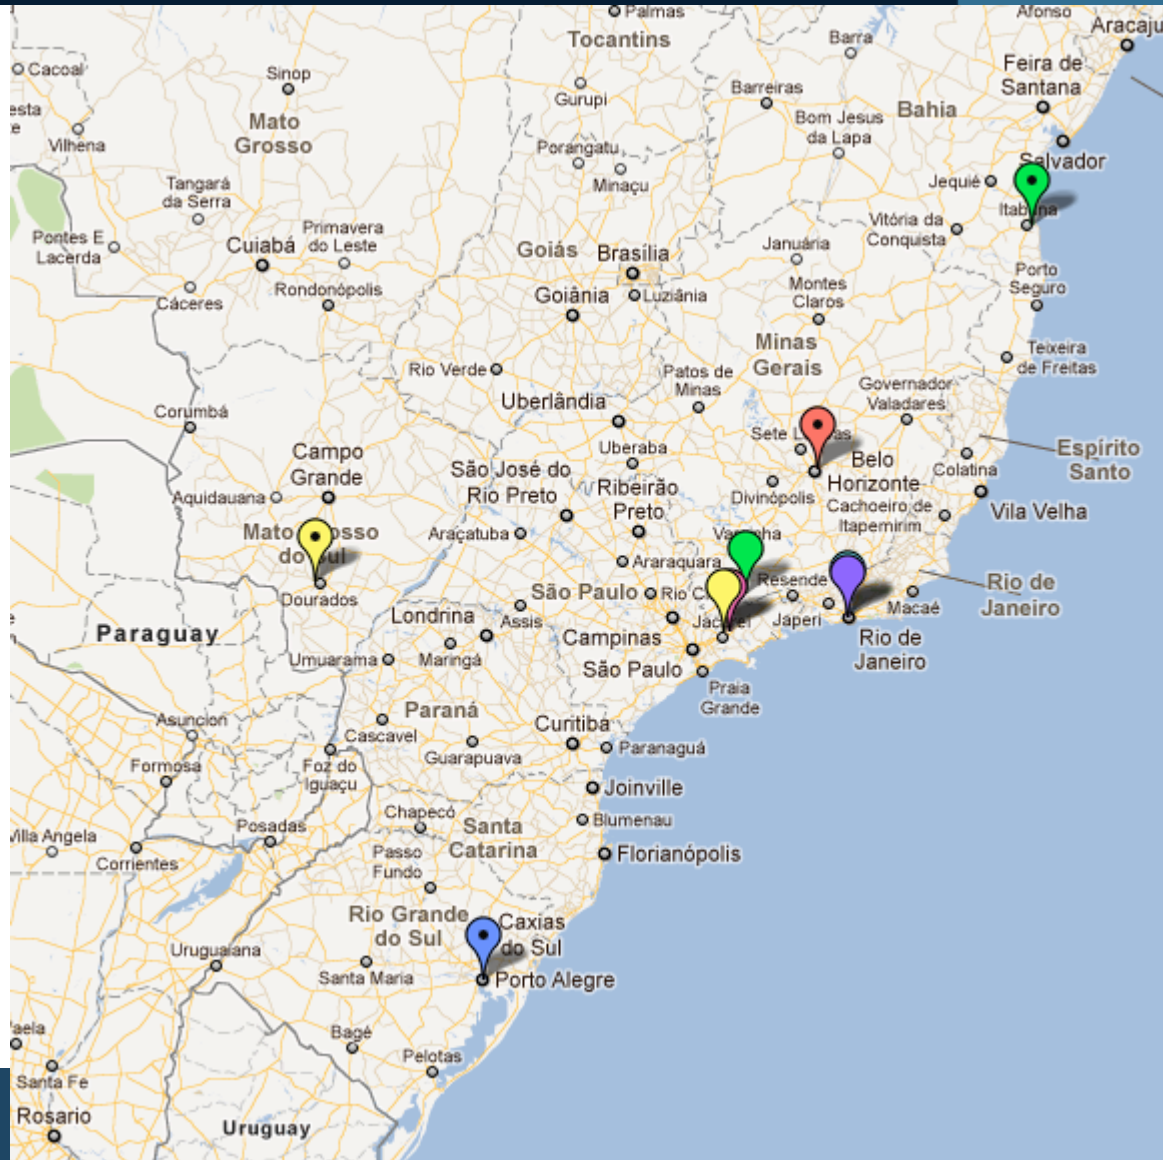 Palmas
Afonso
Aracaju
Tocantins
Barra
Cacoal
Sinop
Feira de
Santana
Gurupi
Barreiras
Bahia
Mato
Grosso
Bom Jesus
da Lapa
Vilhena
Porangatu
Salvador
Minaçu
Jequié
Tangará
da Serra
Vitória da
Conquista
Primavera
do Leste
Pontes E
Lacerda
Cuiabá
Goiás
Brasília
Januária
Porto
Seguro
Cáceres
Rondonópolis
Goiânia
Luziânia
Montes
Claros
Minas
Gerais
Teixeira
de Freitas
Rio Verde
Patos de
Minas
Governador
Valadares
Corumbá
Uberlândia
Uberaba
Espírito
Santo
Campo
Grande
São José do
Rio Preto
Ribeirão
Preto
Belo
Horizonte
Colatina
Aquidauana
Divinópolis
Cachoeiro de
Itapemirim
Vila Velha
Araçatuba
Araraquara
Resende
Rio de
Janeiro
Dourados
São Paulo
Macaé
Japeri
Paraguay
Londrina
Assis
Campinas
Rio de
Janeiro
Umuarama
Maringá
São Paulo
Praia
Grande
Paraná
Asuncion
Cascavel
Curitiba
Paranaguá
Guarapuava
Formosa
Foz do
Iguaçu
Joinville
Chapecó
Santa
Catarina
Blumenau
Posadas
Villa Angela
Corrientes
Passo
Fundo
Florianópolis
Rio Grande
do Sul
Caxias
do Sul
Uruguaiana
Santa Maria
Porto Alegre
Bagé
Pelotas
Santa Fe
Rosario
Uruguay